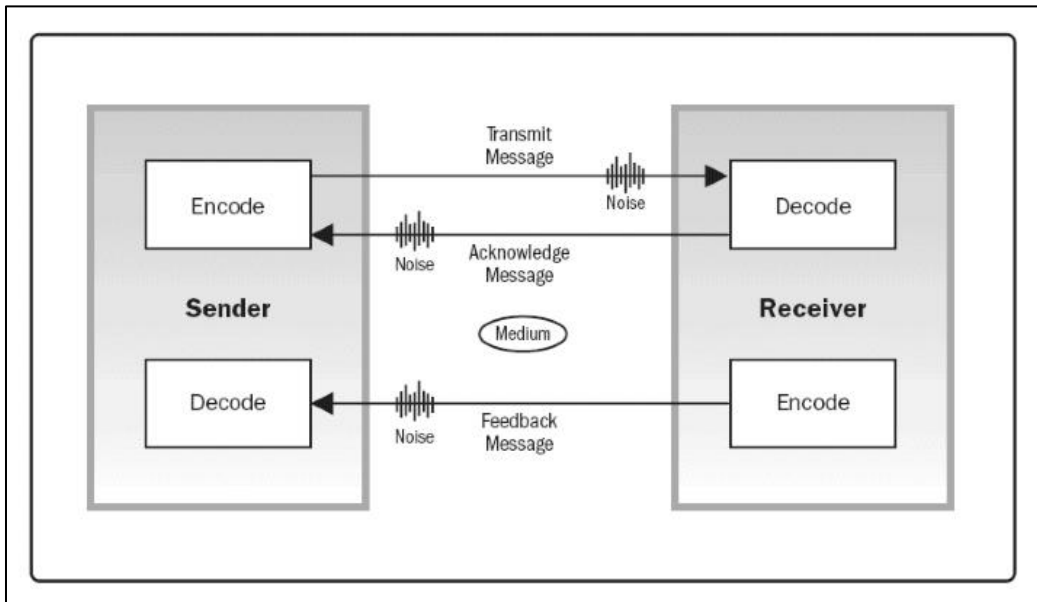 Transmit
Message
Encode
Noise
Decode
Noise
Acknowledge
Message
Sender
Medium
Receiver
Decode
Noise
Feedback
Message
Encode